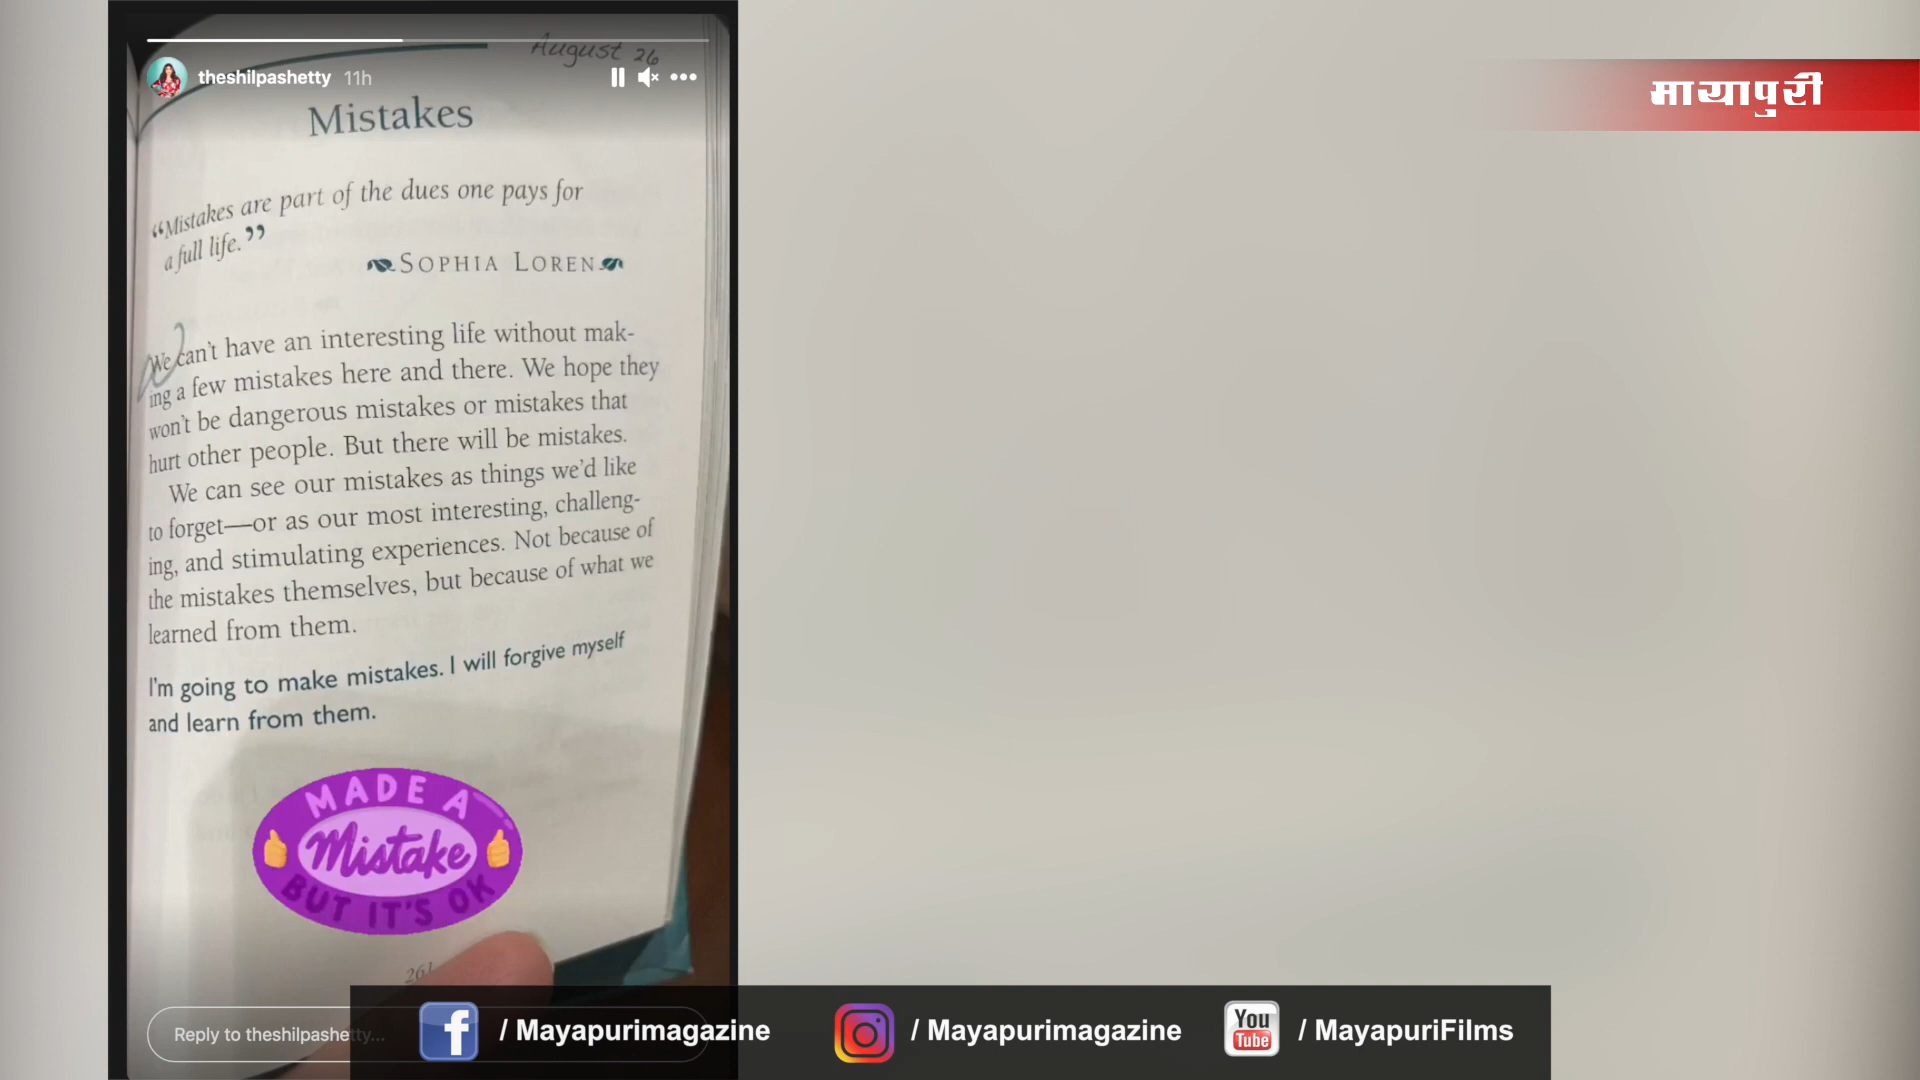 August 26
theshilpashetty 11h
Mistakes
“Mistakes are part of the dues one pays for
a full life.”
SOPHIA LOREN
We can't have an interesting life without mak-
ing a few mistakes here and there. We hope they
won't be dangerous mistakes or mistakes that
hurt other people. But there will be mistakes.
We can see our mistakes as things we'd like
to forget—or as our most interesting, challeng-
ing, and stimulating experiences. Not because of
the mistakes themselves, but because of what we
learned from them.
I'm going to make mistakes. I will forgive myself
and learn from them.
MADE A
Mistake
BUT IT'S OK
261
Reply to theshilpashetty...
मायापुरी
/ Mayapurimagazine
/ Mayapurimagazine
You
Tube
/ MayapuriFilms